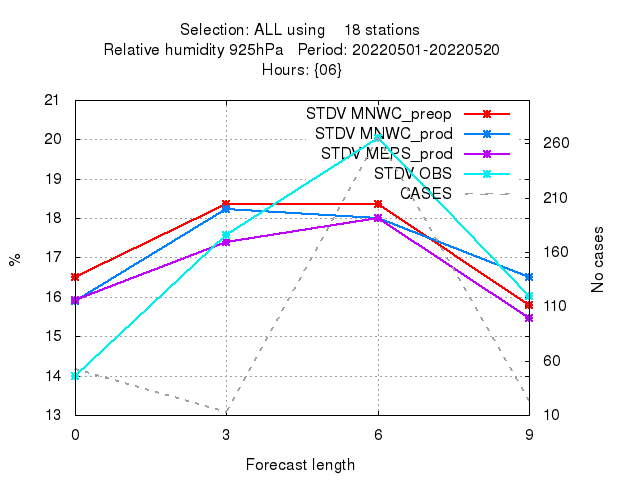 Selection: ALL using 18 stations
Relative humidity 925hPa Period: 20220501-20220520
Hours: {06}
STDV MNWC_preop
STDV MNWC_prod
STDV MEPS_prod
STDV OBS
CASES
21
20
19
18
17
16
15
14
13
%
260
210
160
110
60
10
No cases
0 3 6 9
Forecast length